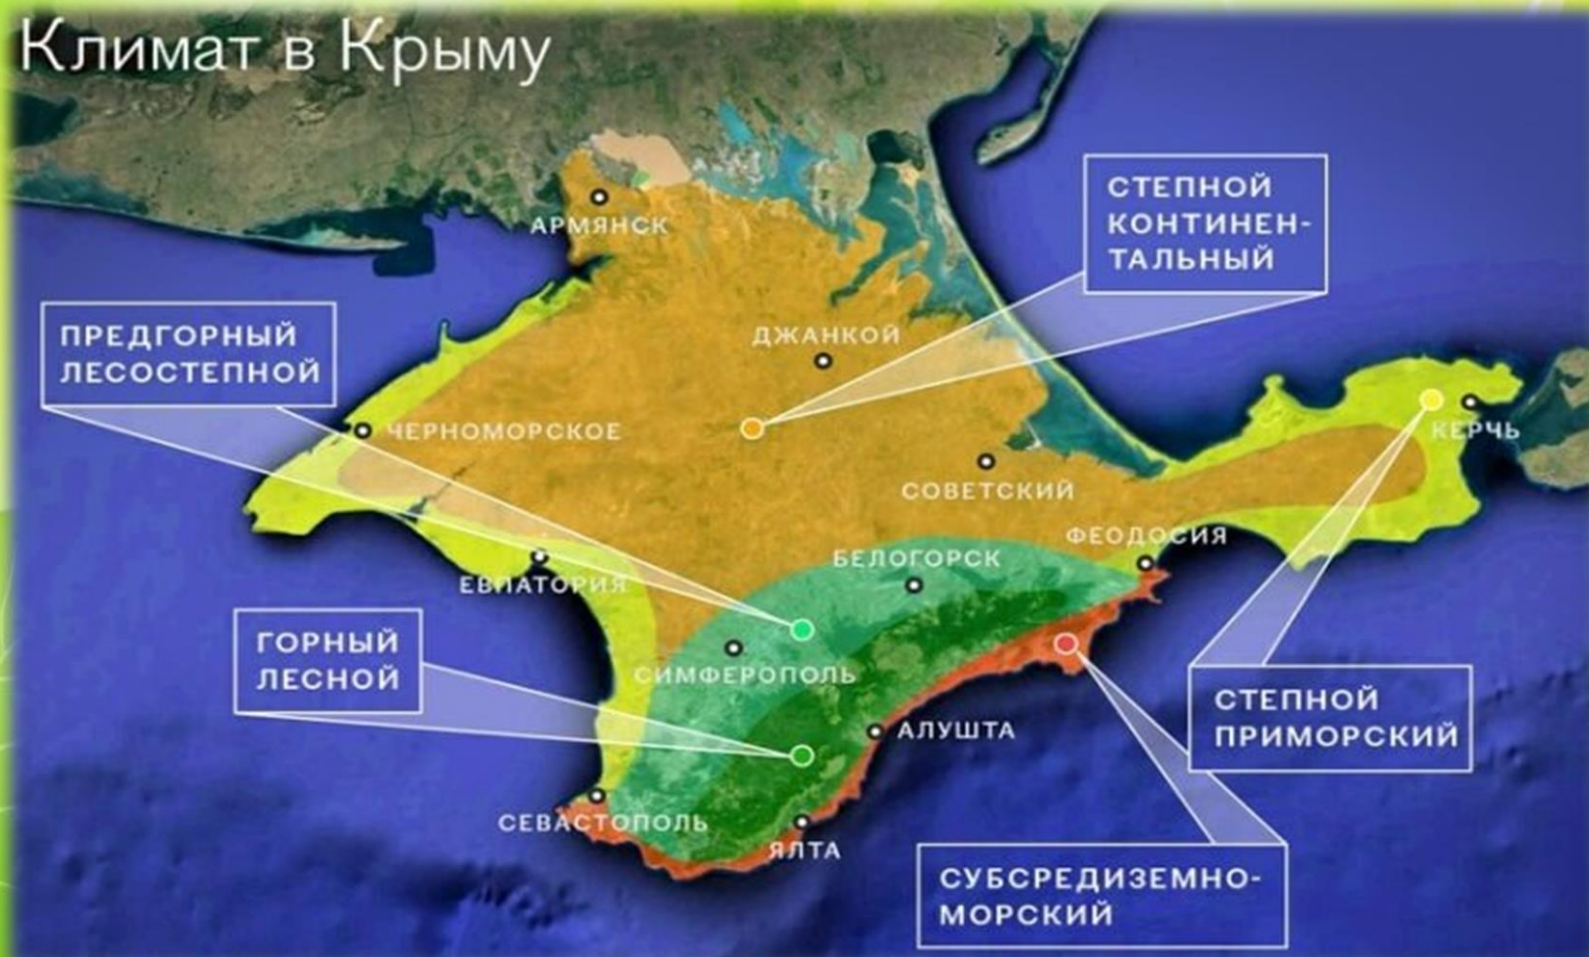 Климат в Крыму
СТЕПНОЙ
КОНТИНЕН-
ТАЛЬНЫЙ
АРМЯНСК
ПРЕДГОРНЫЙ
ЛЕСОСТЕПНОЙ
ДЖАНКОЙ
ЧЕРНОМОРСКОЕ
КЕРЧЬ
СОВЕТСКИЙ
ФЕОДОСИЯ
БЕЛОГОРСК
ЕВПАТОРИЯ
ГОРНЫЙ
ЛЕСНОЙ
СИМФЕРОПОЛЬ
СТЕПНОЙ
ПРИМОРСКИЙ
АЛУШТА
СЕВАСТОПОЛЬ
ЯЛТА
СУБСРЕДИЗЕМНО-
МОРСКИЙ